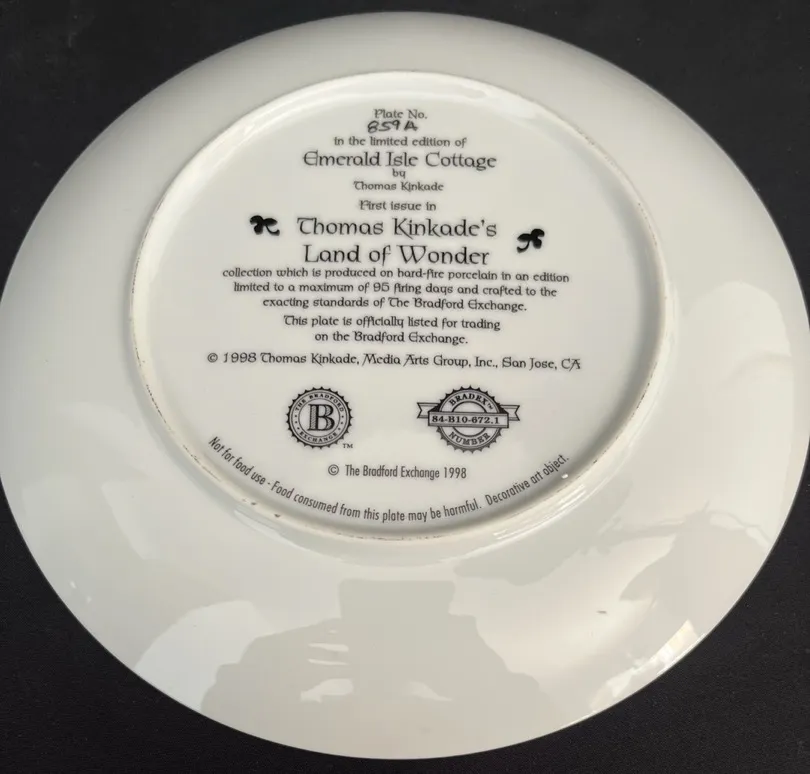 Plate No.
859A
in the limited edition of
Emerald Isle Cottage
by
Thomas Kinkade
First issue in
Thomas Kinkade's
Land of Wonder
collection which is produced on hard-fire porcelain in an edition
limited to a maximum of 95 firing days and crafted to the
exacting standards of The Bradford Exchange.
This plate is officially listed for trading
on the Bradford Exchange.
© 1998 Thomas Kinkade, Media Arts Group, Inc., San Jose, CA
THE BRADFORD
B
EXCHANGE
TM
BRADEX™
84-B10-672.1
NUMBER
© The Bradford Exchange 1998
Not for food use - Food consumed from this plate may be harmful. Decorative art object.